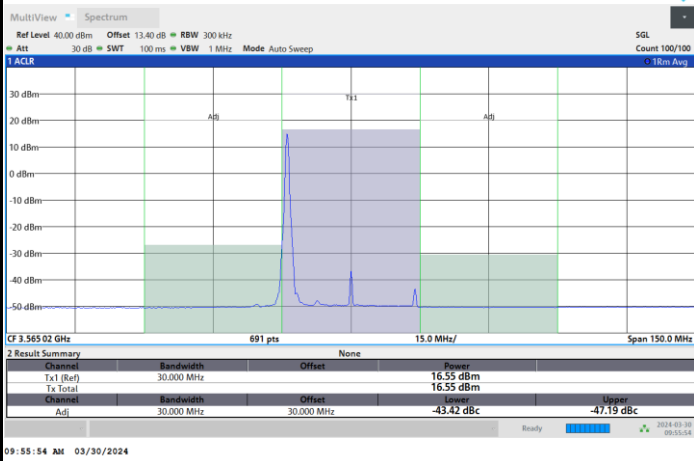 MultiView Spectrum
Ref Level 40.00 dBm Offset 13.40 dB RBW 300 kHz SGL
Att 30 dB SWT 100 ms VBW 1 MHz Mode Auto Sweep Count 100/100
1 ACLR 1Rm Avg
30 dBm
Tx1
20 dBm
Adj Adj
10 dBm
0 dBm
-10 dBm
-20 dBm
-30 dBm
-40 dBm
-50 dBm
CF 3.565 02 GHz 691 pts 15.0 MHz/ Span 150.0 MHz
2 Result Summary None
Channel Bandwidth Offset Power
Tx1 (Ref) 30.000 MHz 16.55 dBm
Tx Total 16.55 dBm
Channel Bandwidth Offset Lower Upper
Adj 30.000 MHz 30.000 MHz -43.42 dBc -47.19 dBc
Ready 2024-03-30
09:55:54
09:55:54 AM 03/30/2024